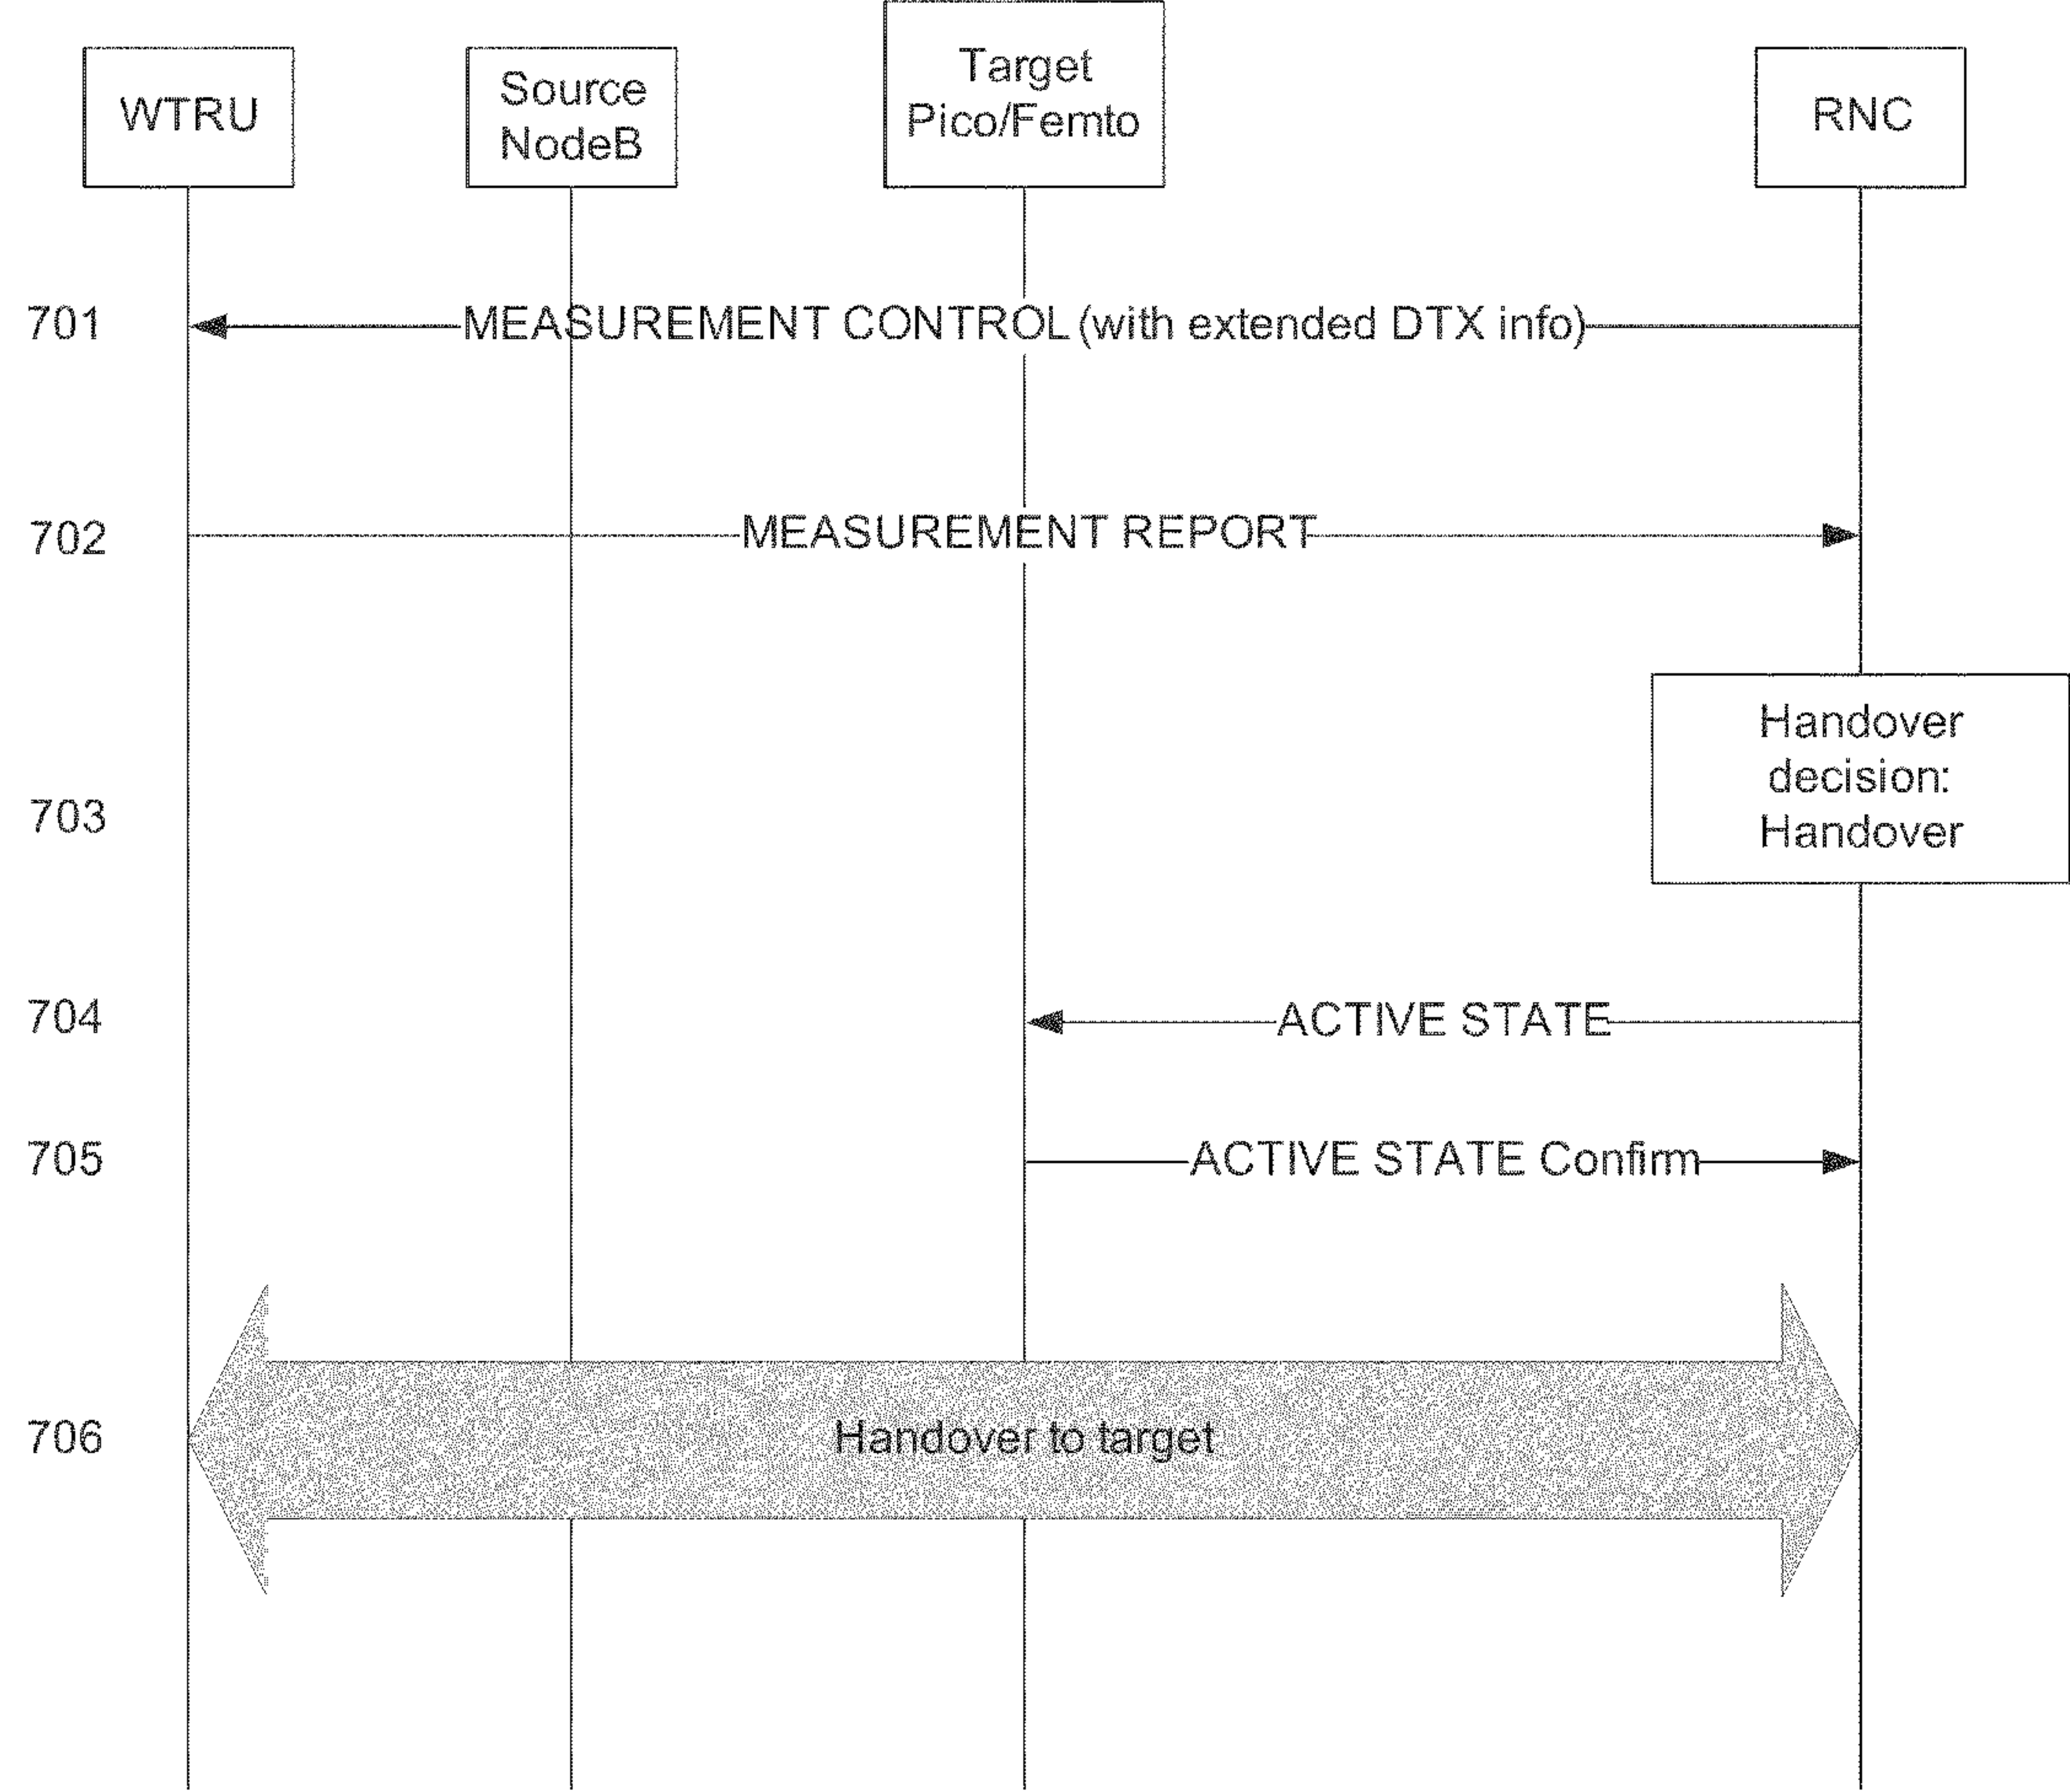 WTRU
Source
NodeB
Target
Pico/Femto
RNC
701
MEASUREMENT CONTROL (with extended DTX info)
702
MEASUREMENT REPORT
703
Handover
decision:
Handover
704
ACTIVE STATE
705
ACTIVE STATE Confirm
706
Handover to target